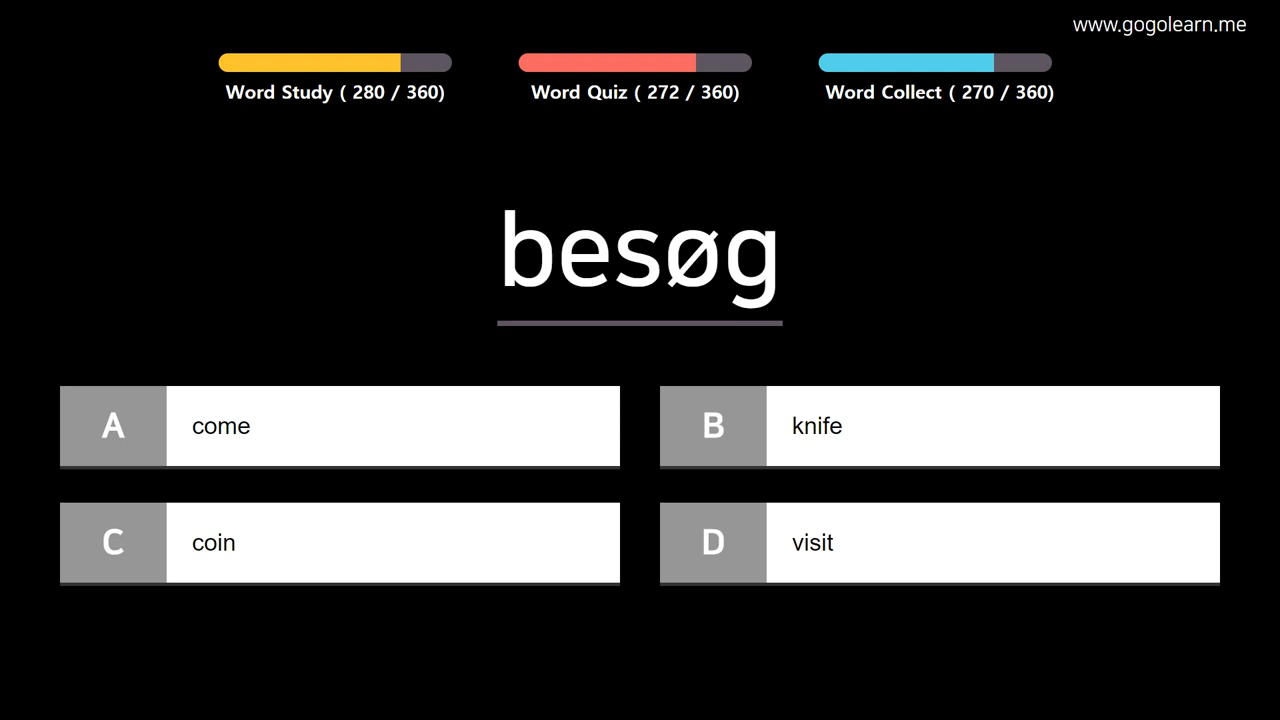 www.gogolearn.me
Word Study ( 280 / 360)
Word Quiz ( 272 / 360)
Word Collect ( 270 / 360)
besøg
A come
B knife
C coin
D visit